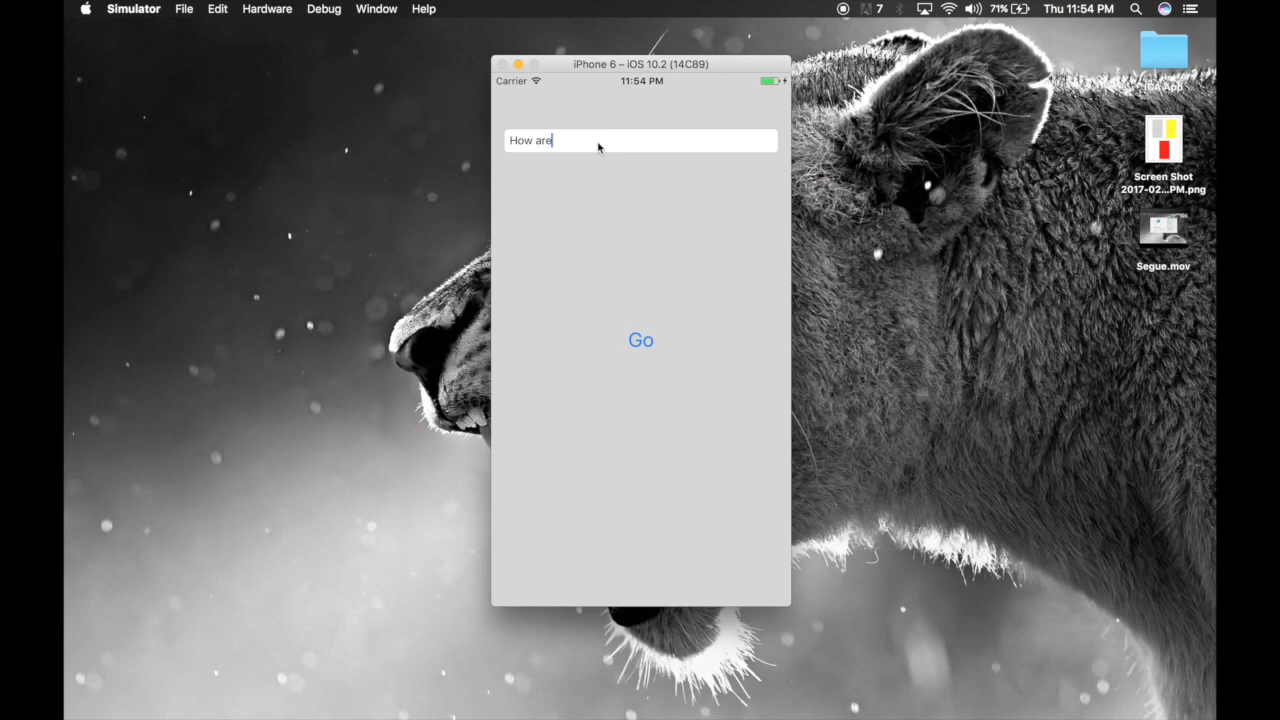 Simulator File Edit Hardware Debug Window Help
7 71% Thu 11:54 PM
iPhone 6 – iOS 10.2 (14C89)
Carrier 11:54 PM
How are
Go
ICA App
Screen Shot
2017-02...PM.png
Segue.mov